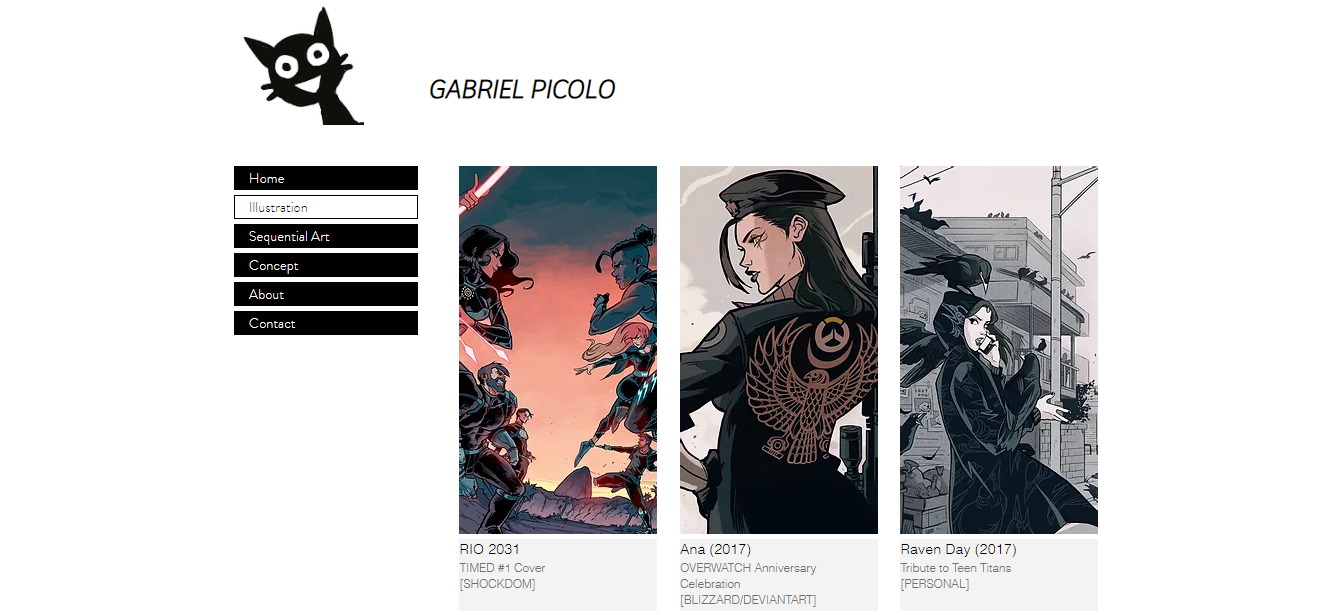 GABRIEL PICOLO
Home
Illustration
Sequential Art
Concept
About
Contact
RIO 2031
TIMED #1 Cover
[SHOCKDOM]
Ana (2017)
OVERWATCH Anniversary
Celebration
[BLIZZARD/DEVIANTART]
Raven Day (2017)
Tribute to Teen Titans
[PERSONAL]